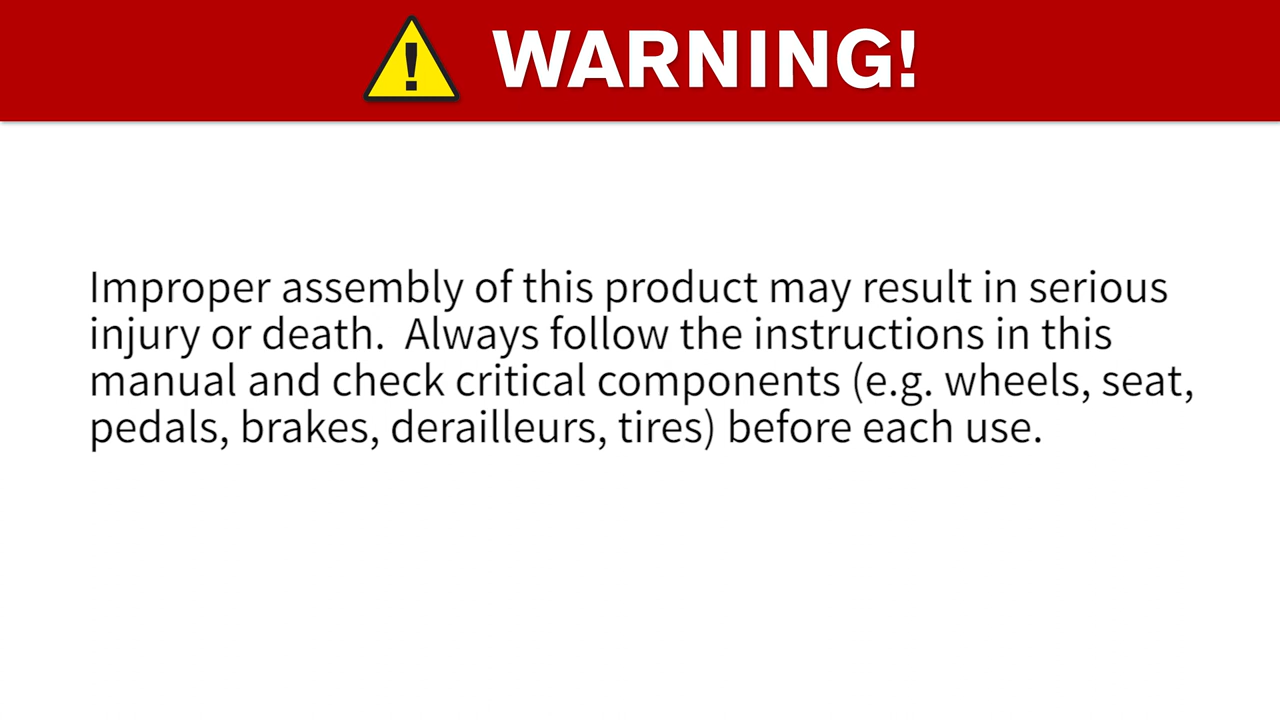 WARNING!
Improper assembly of this product may result in serious
injury or death.  Always follow the instructions in this
manual and check critical components (e.g. wheels, seat,
pedals, brakes, derailleurs, tires) before each use.